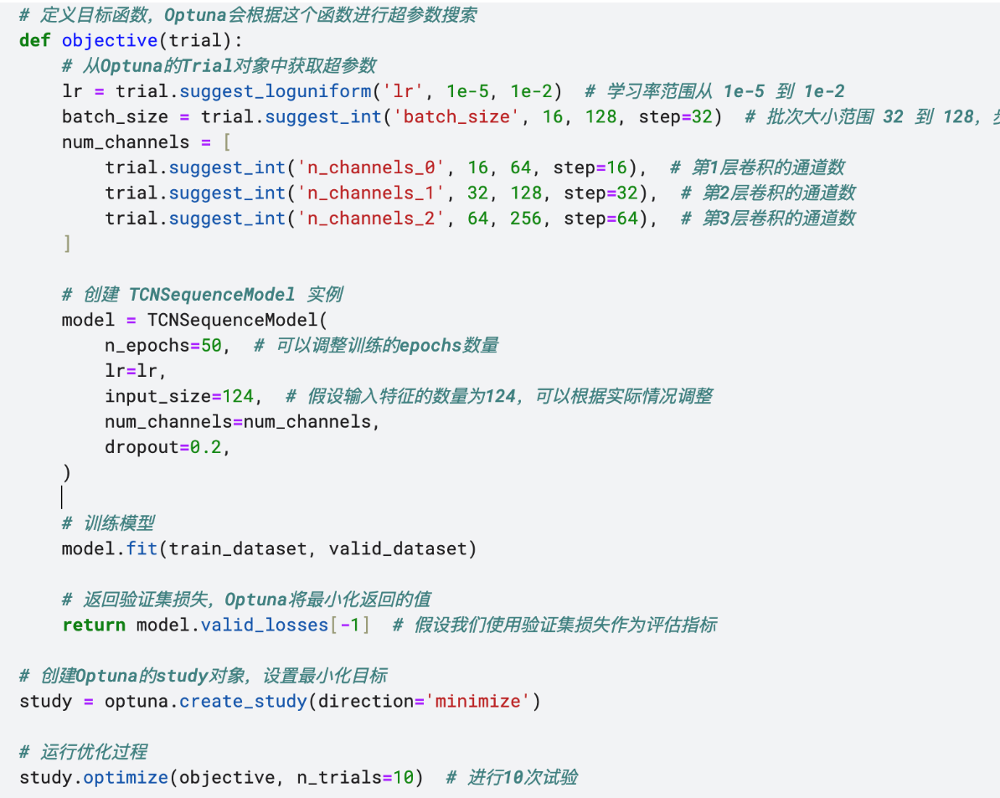 # 定义目标函数，Optuna会根据这个函数进行超参数搜索
def objective(trial):
    # 从Optuna的Trial对象中获取超参数
    lr = trial.suggest_loguniform('lr', 1e-5, 1e-2)  # 学习率范围从 1e-5 到 1e-2
    batch_size = trial.suggest_int('batch_size', 16, 128, step=32)  # 批次大小范围 32 到 128，
    num_channels = [
        trial.suggest_int('n_channels_0', 16, 64, step=16),  # 第1层卷积的通道数
        trial.suggest_int('n_channels_1', 32, 128, step=32),  # 第2层卷积的通道数
        trial.suggest_int('n_channels_2', 64, 256, step=64),  # 第3层卷积的通道数
    ]

    # 创建 TCNSequenceModel 实例
    model = TCNSequenceModel(
        n_epochs=50,  # 可以调整训练的epochs数量
        lr=lr,
        input_size=124,  # 假设输入特征的数量为124，可以根据实际情况调整
        num_channels=num_channels,
        dropout=0.2,
    )

    # 训练模型
    model.fit(train_dataset, valid_dataset)

    # 返回验证集损失，Optuna将最小化返回的值
    return model.valid_losses[-1]  # 假设我们使用验证集损失作为评估指标

# 创建Optuna的study对象，设置最小化目标
study = optuna.create_study(direction='minimize')

# 运行优化过程
study.optimize(objective, n_trials=10)  # 进行10次试验